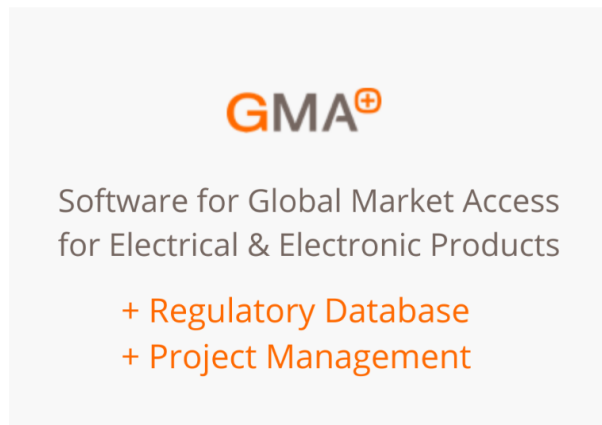 GMA+
Software for Global Market Access
for Electrical & Electronic Products
+ Regulatory Database
+ Project Management